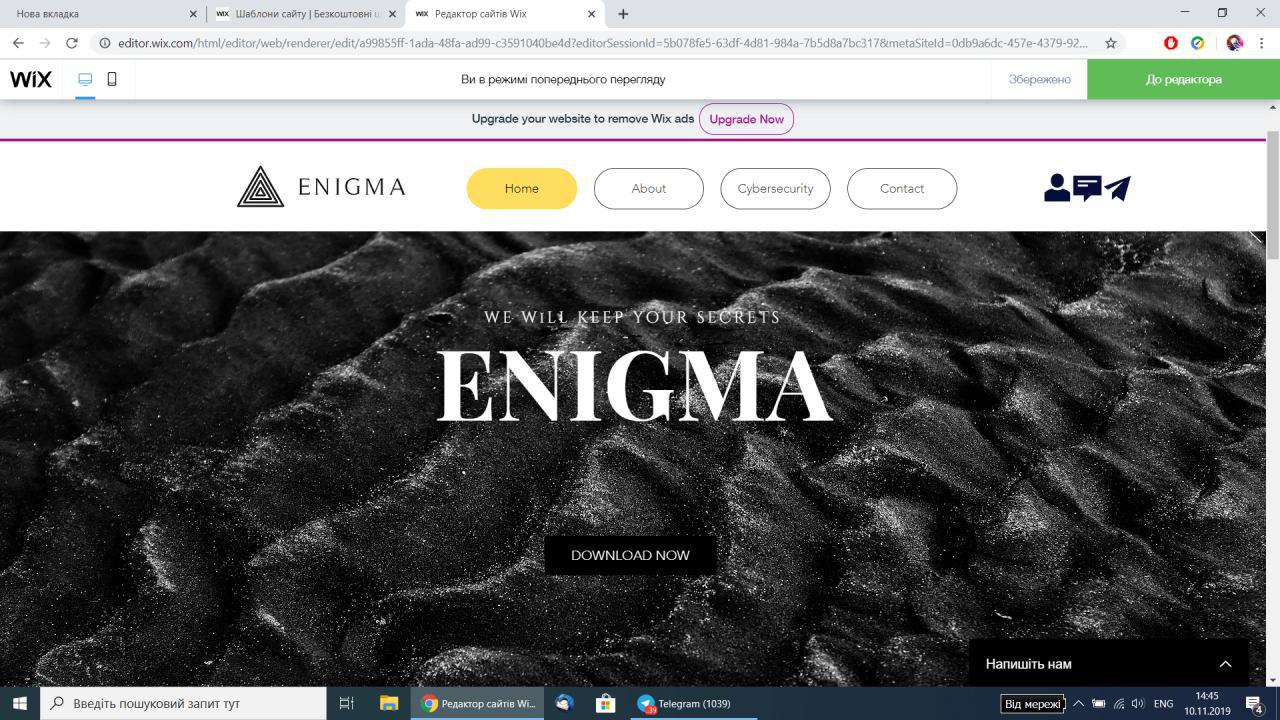 Нова вкладка
WIX Шаблони сайту | Безкоштовні ш
WIX Редактор сайтів Wix
editor.wix.com/html/editor/web/renderer/edit/a99855ff-1ada-48fa-ad99-c3591040be4d?editorSessionId=5b078fe5-63df-4d81-984a-7b5d8a7bc317&metaSiteId=0db9a6dc-457e-4379-92...
WIX
Ви в режимі попереднього перегляду
Збережено
До редактора
Upgrade your website to remove Wix ads
Upgrade Now
ENIGMA
Home
About
Cybersecurity
Contact
WE WILL KEEP YOUR SECRETS
ENIGMA
DOWNLOAD NOW
Напишіть нам
Введіть пошуковий запит тут
Редактор сайтів Wi...
39
Telegram (1039)
Від мережі
ENG
14:45
10.11.2019
4